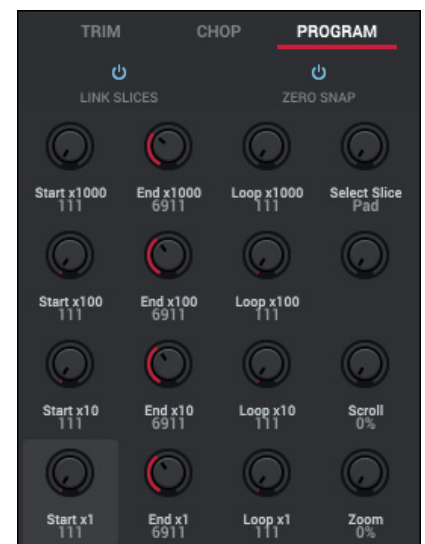 TRIM CHOP PROGRAM
LINK SLICES ZERO SNAP
Start x1000 End x1000 Loop x1000 Select Slice
111 6911 111 Pad
Start x100 End x100 Loop x100
111 6911 111
Start x10 End x10 Loop x10 Scroll
111 6911 111 0%
Start x1 End x1 Loop x1 Zoom
111 6911 111 0%